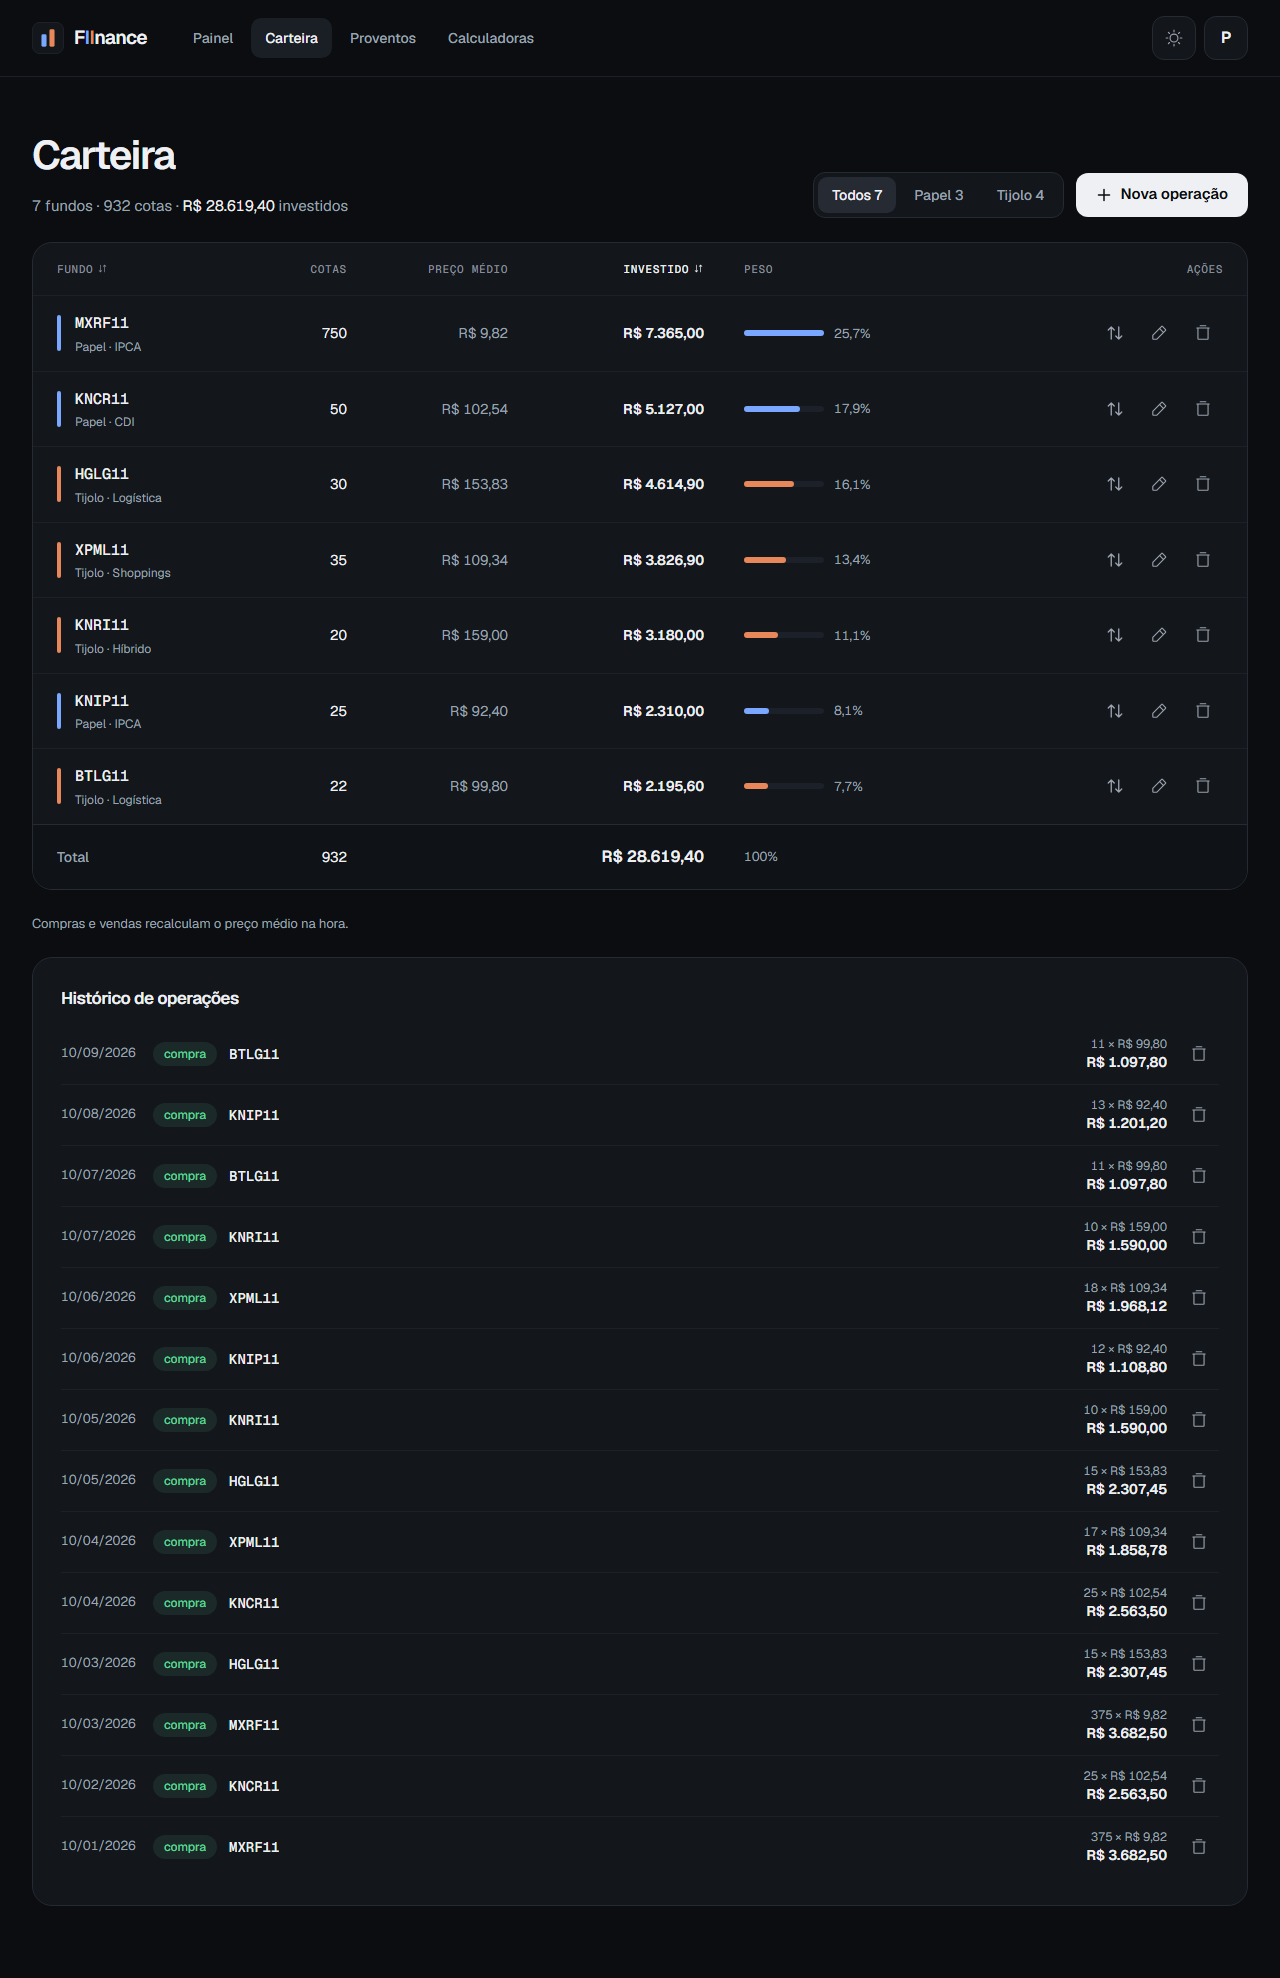 FIInance
Painel
Carteira
Proventos
Calculadoras
P
Carteira
7 fundos · 932 cotas · R$ 28.619,40 investidos
Todos 7
Papel 3
Tijolo 4
+ Nova operação
FUNDO COTAS PREÇO MÉDIO INVESTIDO PESO AÇÕES
MXRF11
Papel · IPCA
750 R$ 9,82 R$ 7.365,00 25,7%
KNCR11
Papel · CDI
50 R$ 102,54 R$ 5.127,00 17,9%
HGLG11
Tijolo · Logística
30 R$ 153,83 R$ 4.614,90 16,1%
XPML11
Tijolo · Shoppings
35 R$ 109,34 R$ 3.826,90 13,4%
KNRI11
Tijolo · Híbrido
20 R$ 159,00 R$ 3.180,00 11,1%
KNIP11
Papel · IPCA
25 R$ 92,40 R$ 2.310,00 8,1%
BTLG11
Tijolo · Logística
22 R$ 99,80 R$ 2.195,60 7,7%
Total 932 R$ 28.619,40 100%
Compras e vendas recalculam o preço médio na hora.
Histórico de operações
10/09/2026 compra BTLG11
11 × R$ 99,80
R$ 1.097,80
10/08/2026 compra KNIP11
13 × R$ 92,40
R$ 1.201,20
10/07/2026 compra BTLG11
11 × R$ 99,80
R$ 1.097,80
10/07/2026 compra KNRI11
10 × R$ 159,00
R$ 1.590,00
10/06/2026 compra XPML11
18 × R$ 109,34
R$ 1.968,12
10/06/2026 compra KNIP11
12 × R$ 92,40
R$ 1.108,80
10/05/2026 compra KNRI11
10 × R$ 159,00
R$ 1.590,00
10/05/2026 compra HGLG11
15 × R$ 153,83
R$ 2.307,45
10/04/2026 compra XPML11
17 × R$ 109,34
R$ 1.858,78
10/04/2026 compra KNCR11
25 × R$ 102,54
R$ 2.563,50
10/03/2026 compra HGLG11
15 × R$ 153,83
R$ 2.307,45
10/03/2026 compra MXRF11
375 × R$ 9,82
R$ 3.682,50
10/02/2026 compra KNCR11
25 × R$ 102,54
R$ 2.563,50
10/01/2026 compra MXRF11
375 × R$ 9,82
R$ 3.682,50